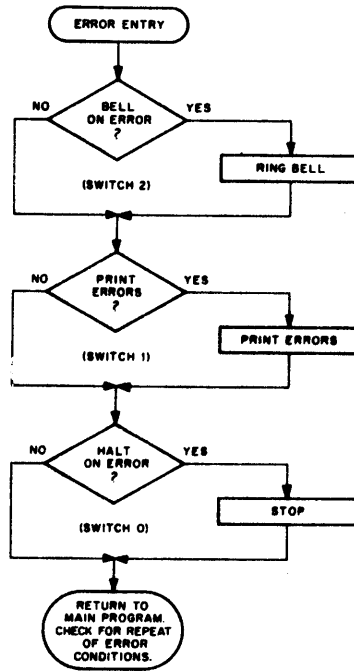 ERROR ENTRY
BELL
ON ERROR
?
NO
YES
(SWITCH 2)
RING BELL
PRINT
ERRORS
?
NO
YES
(SWITCH 1)
PRINT ERRORS
HALT
ON ERROR
?
NO
YES
(SWITCH 0)
STOP
RETURN TO
MAIN PROGRAM.
CHECK FOR REPEAT
OF ERROR
CONDITIONS.